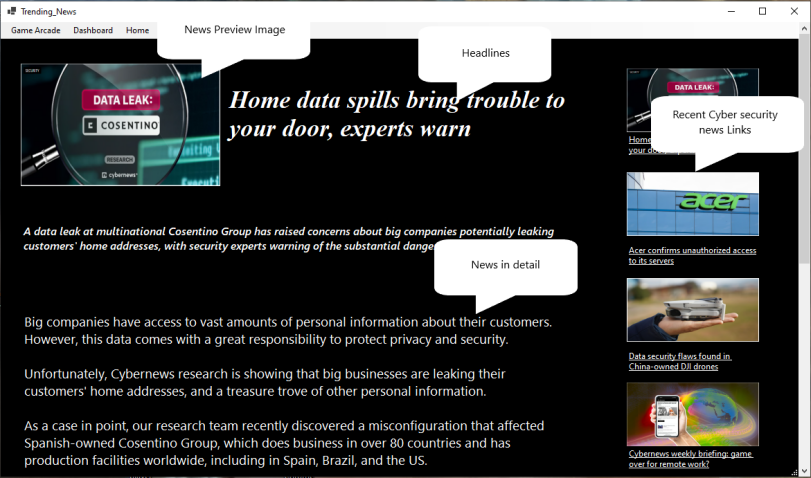 Trending_News
Game Arcade Dashboard Home
News Preview Image
Headlines
SECURITY
DATA LEAK:
COSENTINO
RESEARCH
cybernews
Home data spills bring trouble to
your door, experts warn
DATA LEAK:
Recent Cyber security
news Links
Home
your door,
A data leak at multinational Cosentino Group has raised concerns about big companies potentially leaking
customers' home addresses, with security experts warning of the substantial
News in detail
acer
Acer confirms unauthorized access
to its servers
Big companies have access to vast amounts of personal information about their customers.
However, this data comes with a great responsibility to protect privacy and security.
Data security flaws found in
China-owned DJI drones
Unfortunately, Cybernews research is showing that big businesses are leaking their
customers' home addresses, and a treasure trove of other personal information.
As a case in point, our research team recently discovered a misconfiguration that affected
Spanish-owned Cosentino Group, which does business in over 80 countries and has
production facilities worldwide, including in Spain, Brazil, and the US.
Cybernews weekly briefing: game
over for remote work?